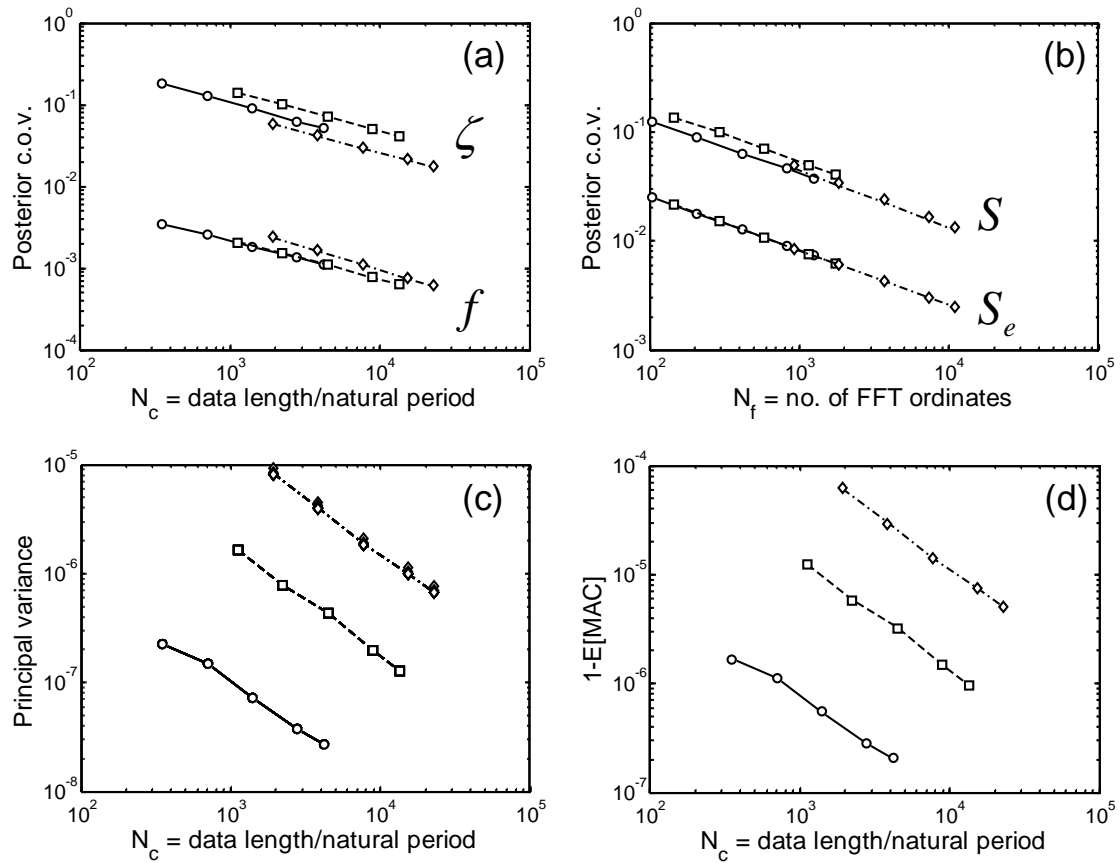 (a)
Posterior c.o.v.
10^0
10^-1
10^-2
10^-3
10^-4
ζ
f
10^2
10^3
10^4
10^5
N_c = data length/natural period
(b)
Posterior c.o.v.
10^0
10^-1
10^-2
10^-3
S
S_e
10^2
10^3
10^4
10^5
N_f = no. of FFT ordinates
(c)
Principal variance
10^-5
10^-6
10^-7
10^-8
10^2
10^3
10^4
10^5
N_c = data length/natural period
(d)
1-E[MAC]
10^-4
10^-5
10^-6
10^-7
10^2
10^3
10^4
10^5
N_c = data length/natural period